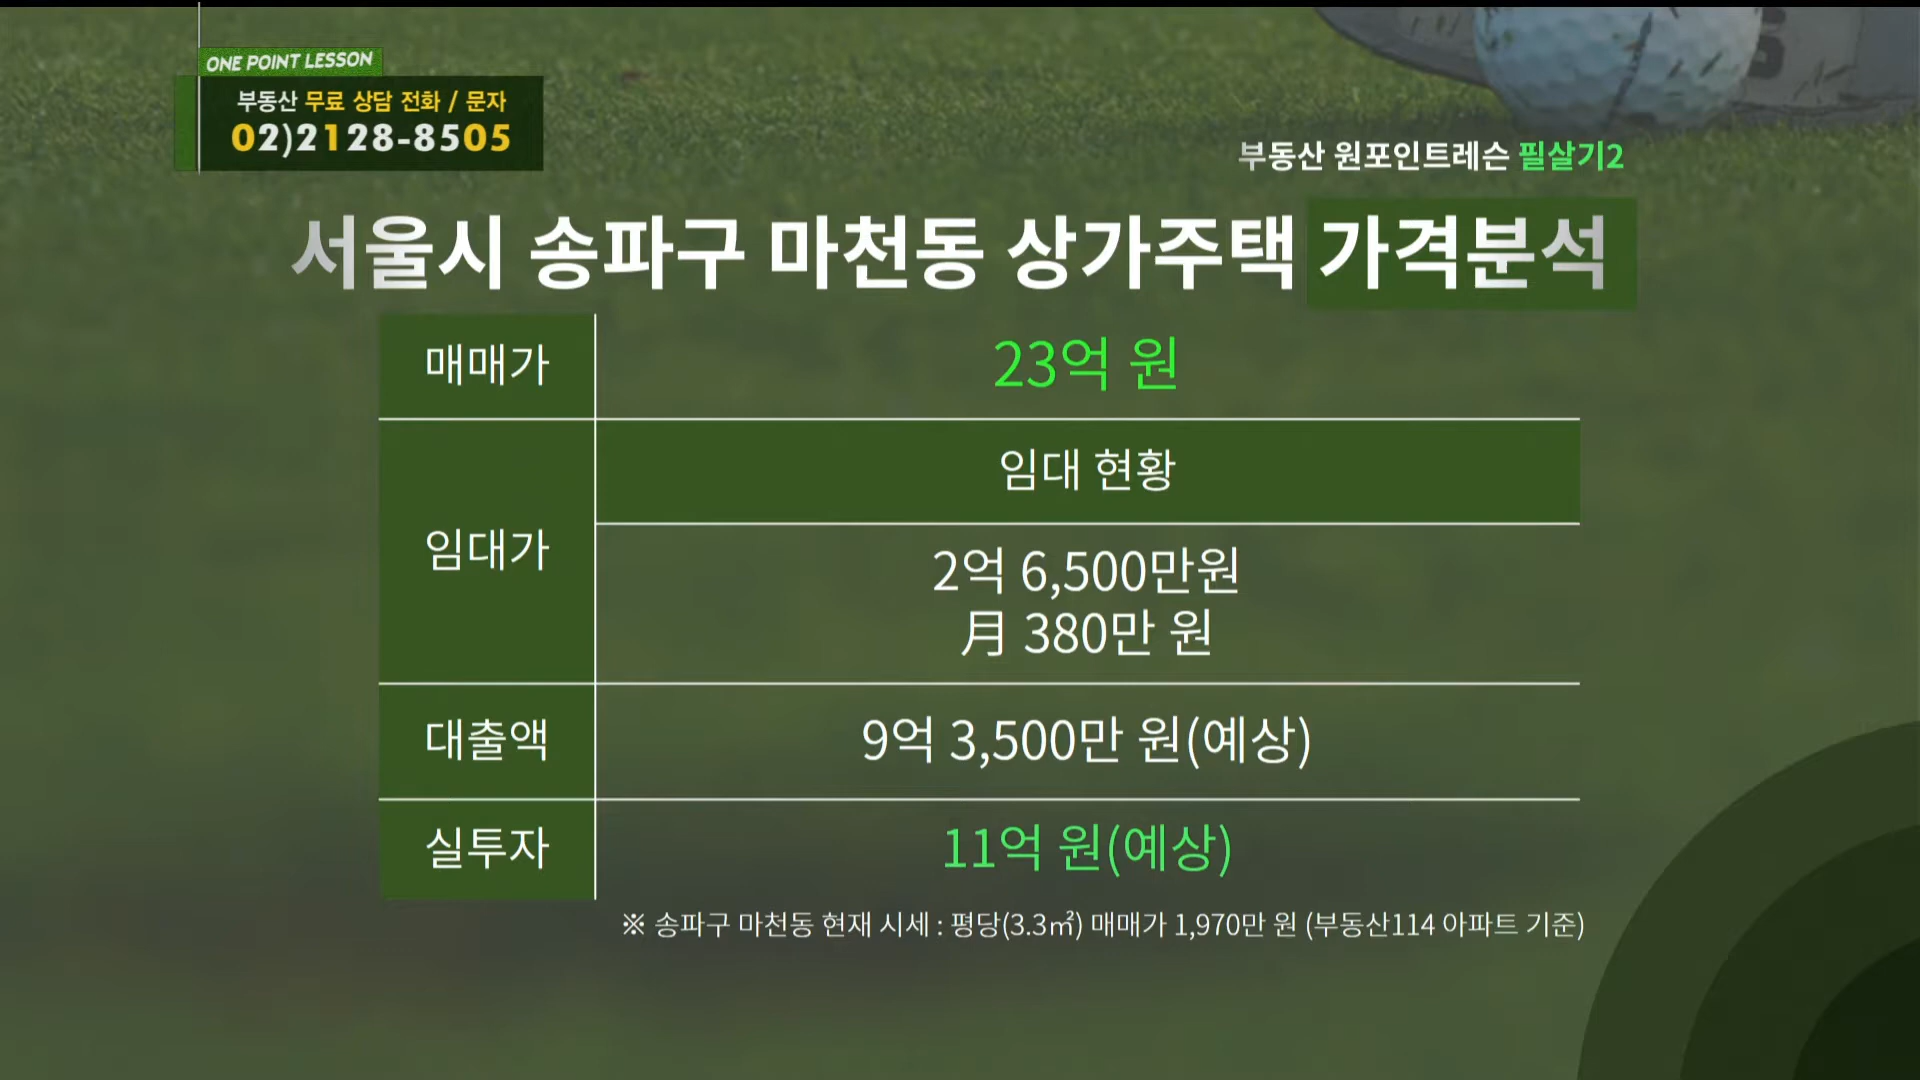 ONE POINT LESSON
부동산 무료 상담 전화 / 문자
02)2128-8505
부동산 원포인트레슨 필살기2
서울시 송파구 마천동 상가주택 가격분석
매매가
23억 원
임대가
임대 현황
2억 6,500만원
月 380만 원
대출액
9억 3,500만 원(예상)
실투자
11억 원(예상)
※ 송파구 마천동 현재 시세 : 평당(3.3㎡) 매매가 1,970만 원 (부동산114 아파트 기준)